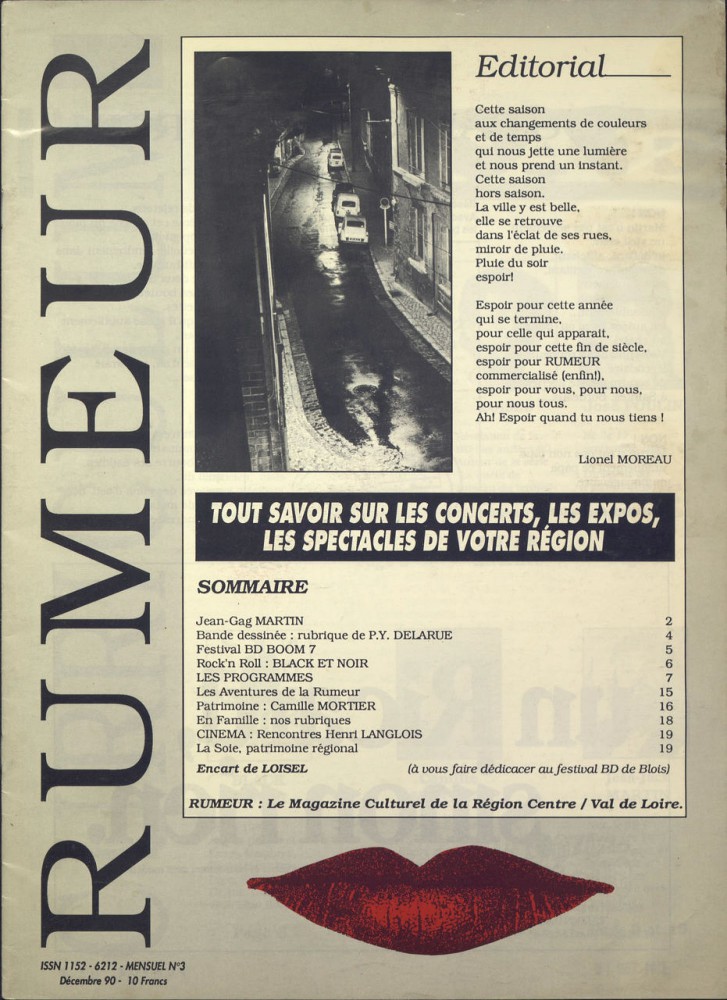 RUMEUR
Editorial
Cette saison
aux changements de couleurs
et de temps
qui nous jette une lumière
et nous prend un instant.
Cette saison
hors saison.
La ville y est belle,
elle se retrouve
dans l'éclat de ses rues,
miroir de pluie.
Pluie du soir
espoir!
Espoir pour cette année
qui se termine,
pour celle qui apparait,
espoir pour cette fin de siècle,
espoir pour RUMEUR
commercialisé (enfin!),
espoir pour vous, pour nous,
pour nous tous.
Ah! Espoir quand tu nous tiens !
Lionel MOREAU
TOUT SAVOIR SUR LES CONCERTS, LES EXPOS,
LES SPECTACLES DE VOTRE RÉGION
SOMMAIRE
Jean-Gag MARTIN 2
Bande dessinée : rubrique de P.Y. DELARUE 4
Festival BD BOOM 7 5
Rock'n Roll : BLACK ET NOIR 6
LES PROGRAMMES 7
Les Aventures de la Rumeur 15
Patrimoine : Camille MORTIER 16
En Famille : nos rubriques 18
CINEMA : Rencontres Henri LANGLOIS 19
La Soie, patrimoine régional 19
Encart de LOISEL (à vous faire dédicacer au festival BD de Blois)
RUMEUR : Le Magazine Culturel de la Région Centre / Val de Loire.
ISSN 1152 - 6212 - MENSUEL N°3
Décembre 90 - 10 Francs